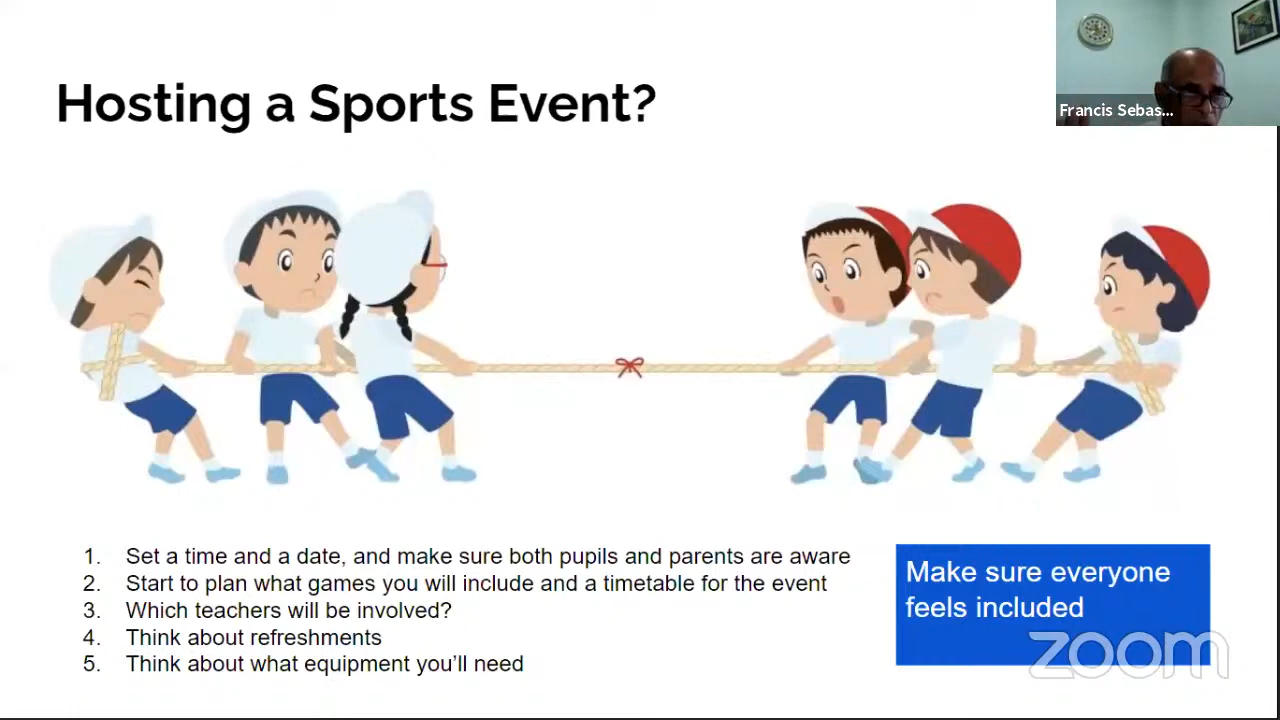 Hosting a Sports Event?
Francis Sebas...
1. Set a time and a date, and make sure both pupils and parents are aware
2. Start to plan what games you will include and a timetable for the event
3. Which teachers will be involved?
4. Think about refreshments
5. Think about what equipment you’ll need
Make sure everyone
feels included
zoom